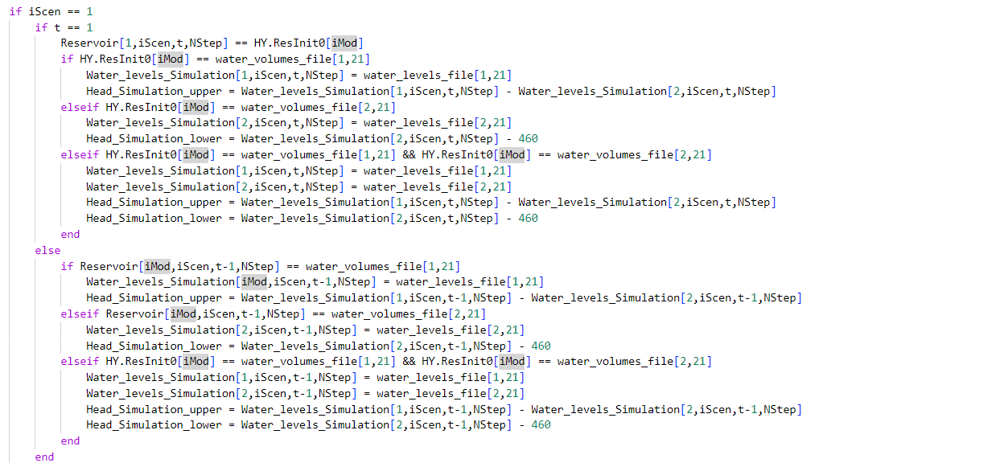 if iScen == 1
    if t == 1
        Reservoir[1,iScen,t,NStep] == HY.ResInit0[iMod]
        if HY.ResInit0[iMod] == water_volumes_file[1,21]
            Water_levels_Simulation[1,iScen,t,NStep] = water_levels_file[1,21]
            Head_Simulation_upper = Water_levels_Simulation[1,iScen,t,NStep] - Water_levels_Simulation[2,iScen,t,NStep]
        elseif HY.ResInit0[iMod] == water_volumes_file[2,21]
            Water_levels_Simulation[2,iScen,t,NStep] = water_levels_file[2,21]
            Head_Simulation_lower = Water_levels_Simulation[2,iScen,t,NStep] - 460
        elseif HY.ResInit0[iMod] == water_volumes_file[1,21] && HY.ResInit0[iMod] == water_volumes_file[2,21]
            Water_levels_Simulation[1,iScen,t,NStep] = water_levels_file[1,21]
            Water_levels_Simulation[2,iScen,t,NStep] = water_levels_file[2,21]
            Head_Simulation_upper = Water_levels_Simulation[1,iScen,t,NStep] - Water_levels_Simulation[2,iScen,t,NStep]
            Head_Simulation_lower = Water_levels_Simulation[2,iScen,t,NStep] - 460
        end
    else
        if Reservoir[iMod,iScen,t-1,NStep] == water_volumes_file[1,21]
            Water_levels_Simulation[iMod,iScen,t-1,NStep] = water_levels_file[1,21]
            Head_Simulation_upper = Water_levels_Simulation[1,iScen,t-1,NStep] - Water_levels_Simulation[2,iScen,t-1,NStep]
        elseif Reservoir[iMod,iScen,t-1,NStep] == water_volumes_file[2,21]
            Water_levels_Simulation[2,iScen,t-1,NStep] = water_levels_file[2,21]
            Head_Simulation_lower = Water_levels_Simulation[2,iScen,t-1,NStep] - 460
        elseif HY.ResInit0[iMod] == water_volumes_file[1,21] && HY.ResInit0[iMod] == water_volumes_file[2,21]
            Water_levels_Simulation[1,iScen,t-1,NStep] = water_levels_file[1,21]
            Water_levels_Simulation[2,iScen,t-1,NStep] = water_levels_file[2,21]
            Head_Simulation_upper = Water_levels_Simulation[1,iScen,t-1,NStep] - Water_levels_Simulation[2,iScen,t-1,NStep]
            Head_Simulation_lower = Water_levels_Simulation[2,iScen,t-1,NStep] - 460
        end
    end